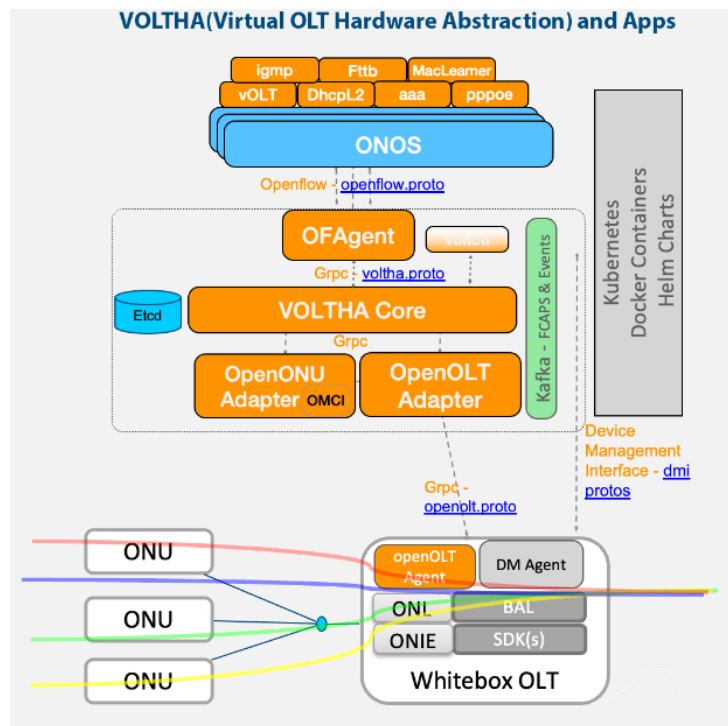 VOLTHA(Virtual OLT Hardware Abstraction) and Apps
igmp
Fttb
MacLearner
vOLT
DhcpL2
aaa
pppoe
ONOS
Openflow - openflow.proto
OFAgent
voltctl
Grpc - voltha.proto
Etcd
VOLTHA Core
Grpc
OpenONU
Adapter
OMCI
OpenOLT
Adapter
Kafka - FCAPS & Events
Kubernetes
Docker Containers
Helm Charts
Device
Management
Interface - dmi
protos
Grpc -
openolt.proto
ONU
ONU
ONU
openOLT
Agent
DM Agent
ONL
BAL
ONIE
SDK(s)
Whitebox OLT